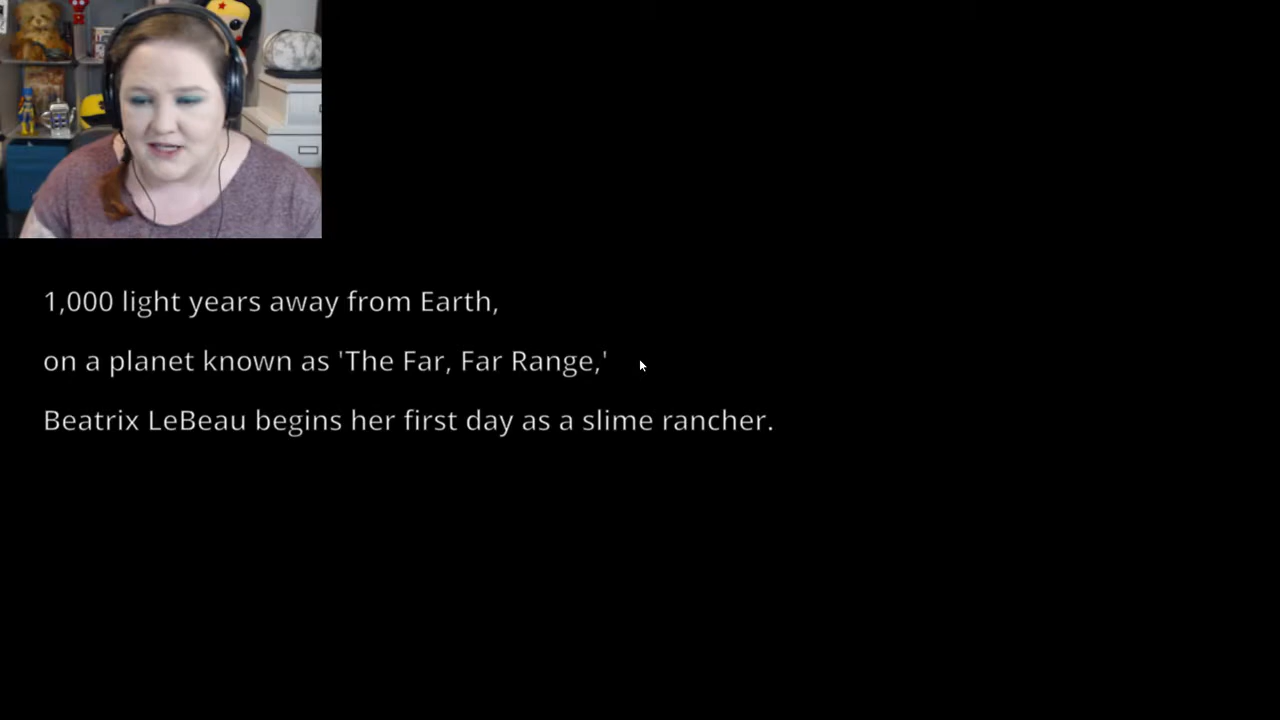 1,000 light years away from Earth,
on a planet known as 'The Far, Far Range,'
Beatrix LeBeau begins her first day as a slime rancher.